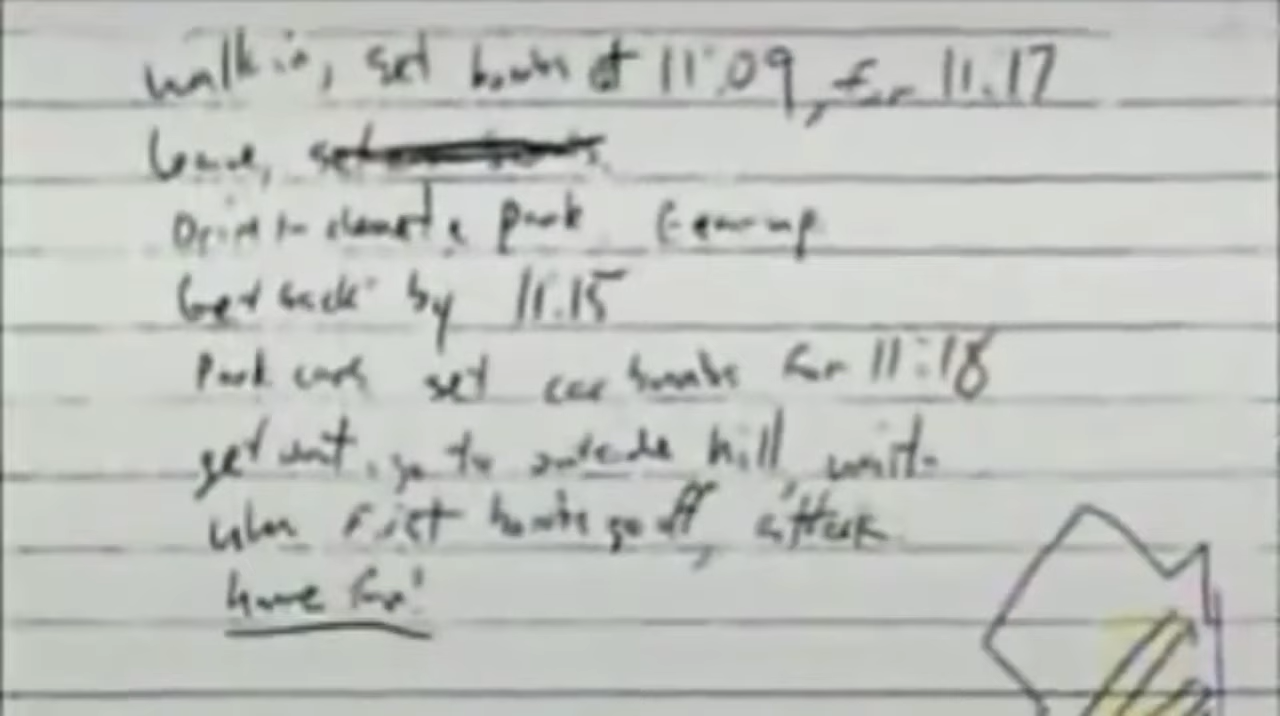 walk in, set bombs at 11:09, for 11.17
leave, set
Drive to clemete park. Gear up
Get back by 11.15
Park cars set car bombs for 11:18
get out, go to outside hill, wait.
when first bombs go off, attack
have fun!